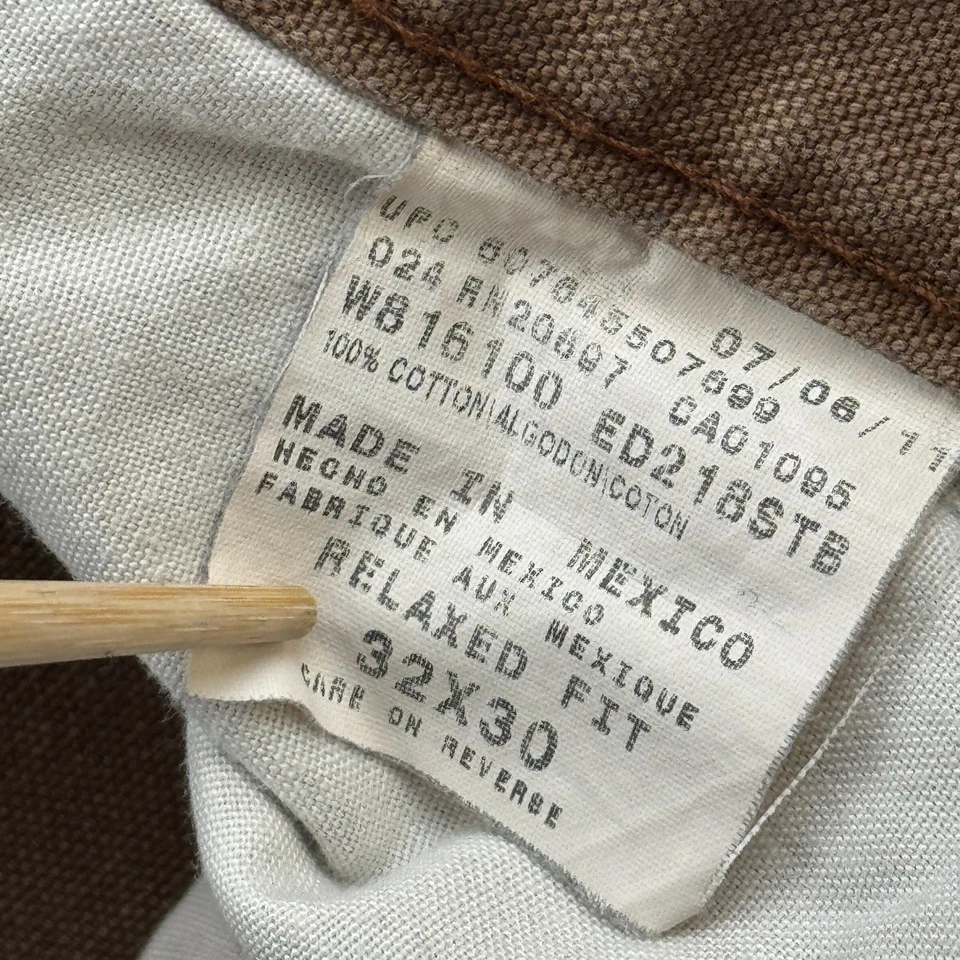 07/06/11
UPC 607645507699
024 RN20697 CA01095
W816100 ED218STB
100% COTTON\ALGODON\COTON
MADE IN MEXICO
HECHO EN MEXICO
FABRIQUE AUX MEXIQUE
RELAXED FIT
32X30
CARE ON REVERSE